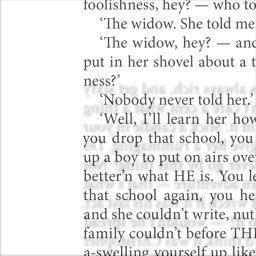 foolishness, hey? — who to
‘The widow. She told me
‘The widow, hey? — and
put in her shovel about a t
ness?’
‘Nobody never told her.’
‘Well, I’ll learn her how
you drop that school, you
up a boy to put on airs over
better’n what HE is. You le
that school again, you he
and she couldn’t write, nut
family couldn’t before THE
a-swelling yourself up like